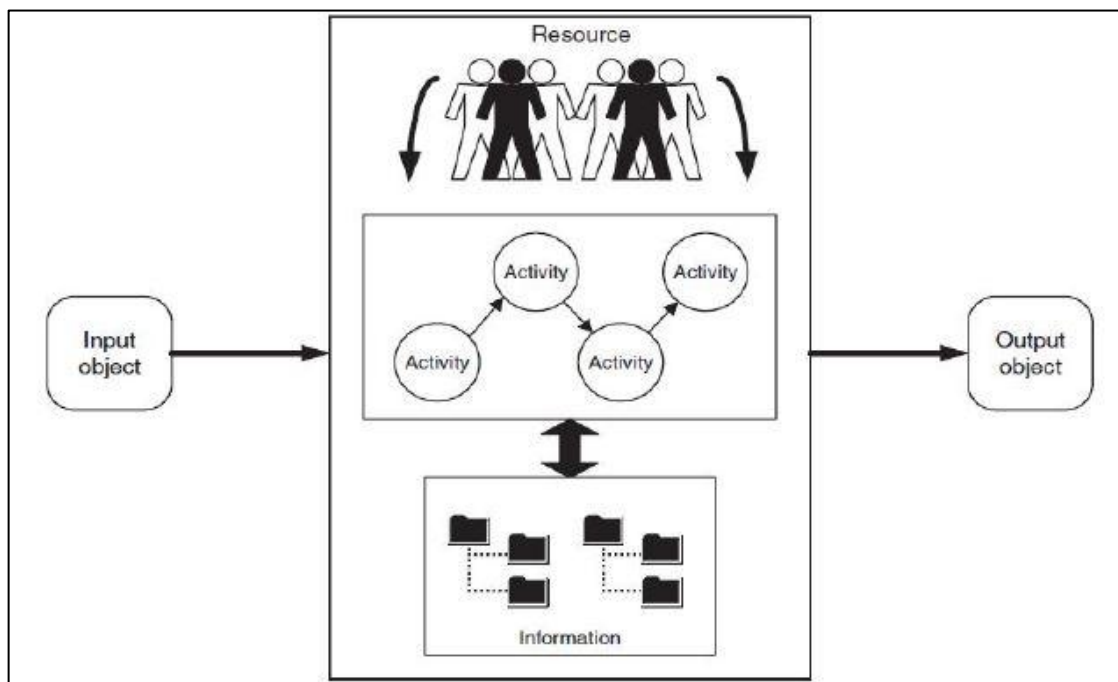 Resource
Activity
Activity
Activity
Activity
Input
object
Output
object
Information